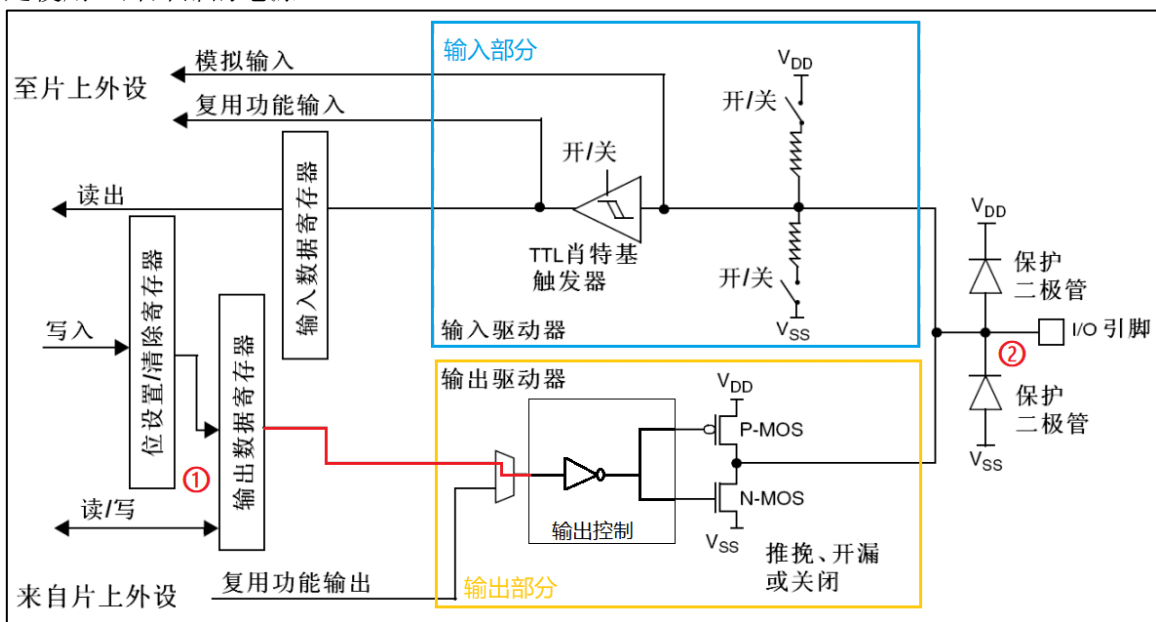 输入部分
模拟输入
至片上外设
复用功能输入
VDD
开/关
开/关
读出
输入数据寄存器
TTL肖特基
触发器
开/关
VSS
输入驱动器
VDD
保护
二极管
I/O 引脚
②
保护
二极管
VSS
写入
位设置/清除寄存器
输出数据寄存器
①
读/写
输出驱动器
VDD
P-MOS
N-MOS
VSS
输出控制
推挽、开漏
或关闭
输出部分
复用功能输出
来自片上外设